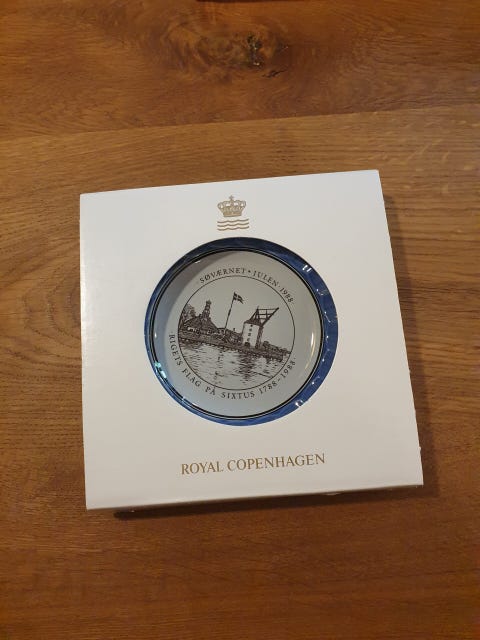 SØVÆRNET • JULEN 1988
RIGETS FLAG PÅ SIXTUS 1788-1988
ROYAL COPENHAGEN